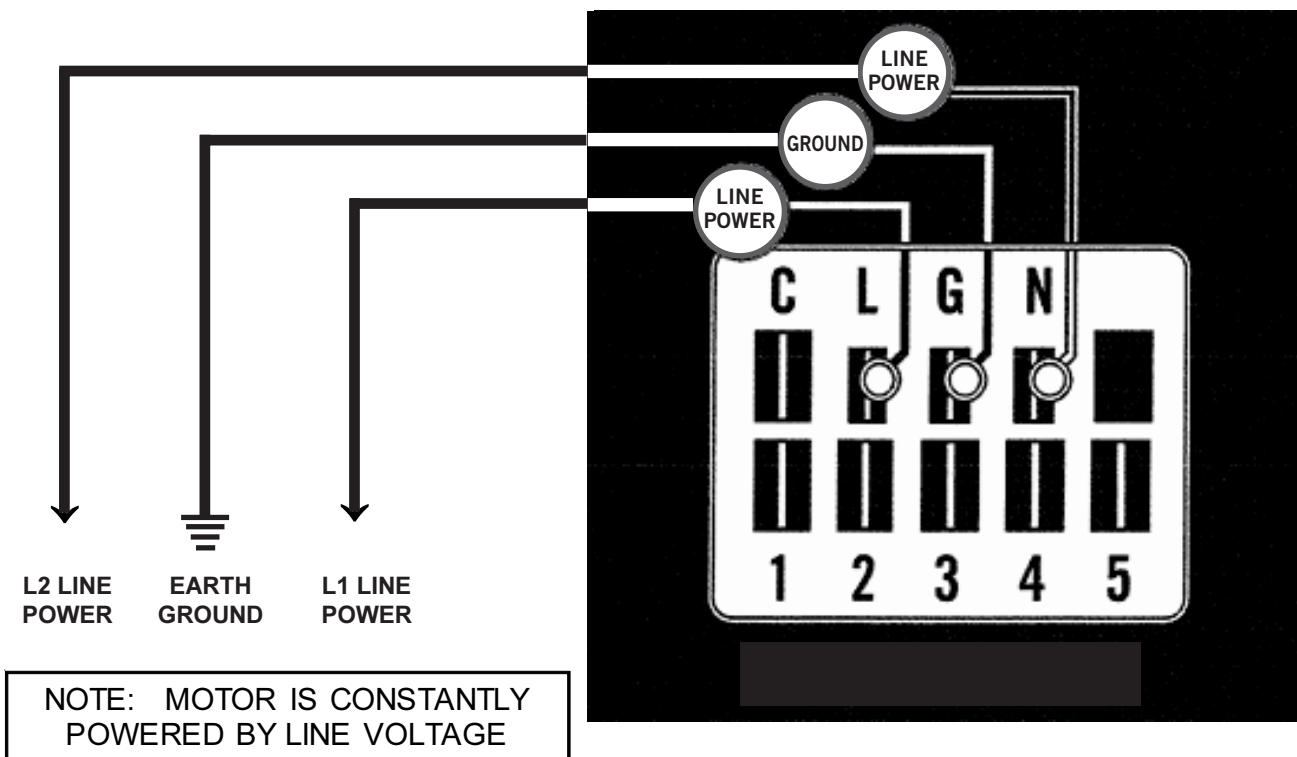 LINE
POWER
GROUND
LINE
POWER
C L G N
1 2 3 4 5
L2 LINE
POWER
EARTH
GROUND
L1 LINE
POWER
NOTE: MOTOR IS CONSTANTLY
POWERED BY LINE VOLTAGE